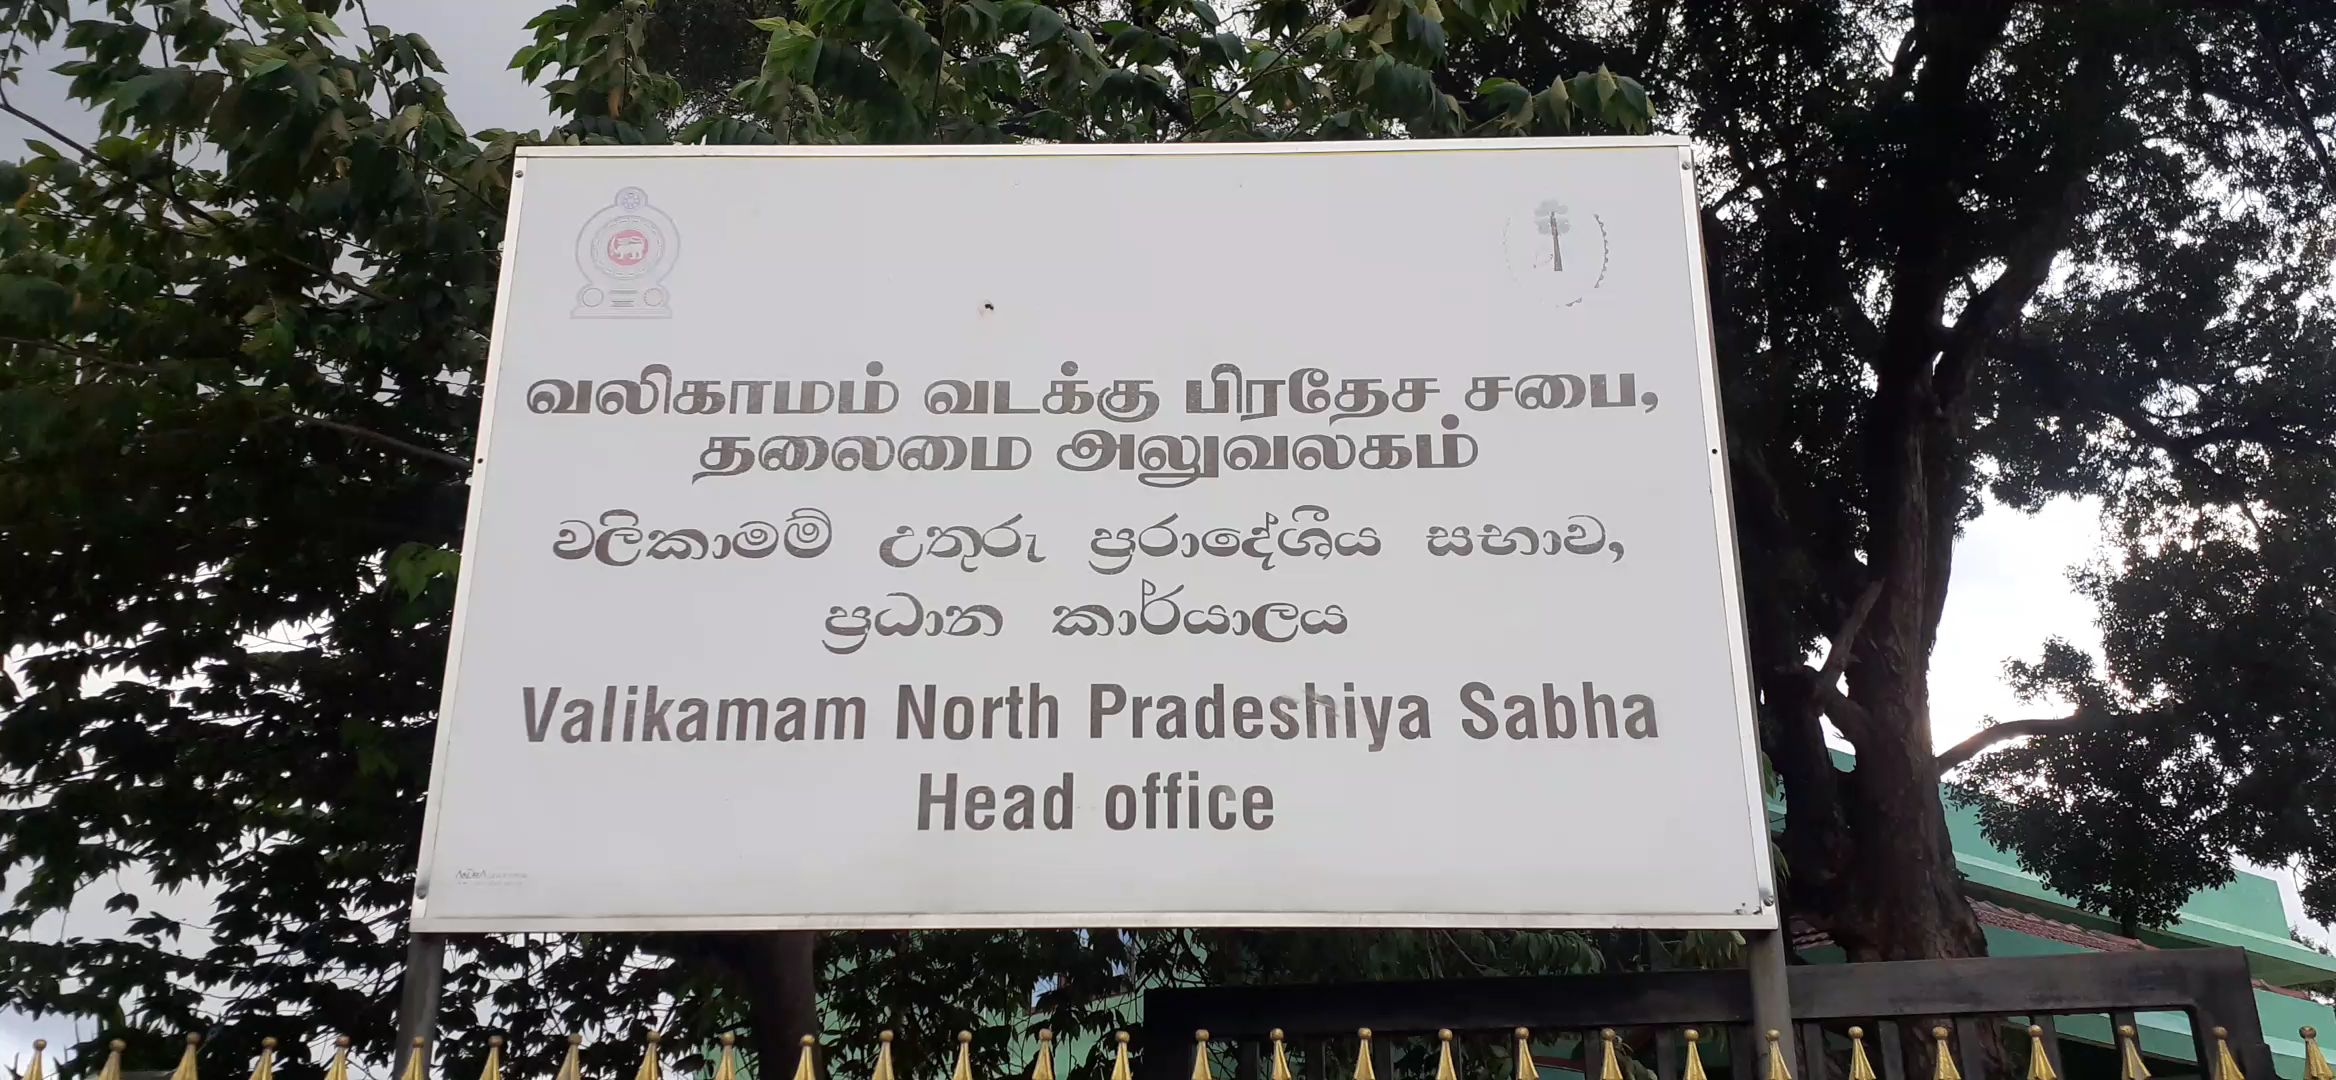 வலிகாமம் வடக்கு பிரதேச சபை,
தலைமை அலுவலகம்
වලිකාමම් උතුරු ප්‍රරාදේශීය සභාව,
ප්‍රධාන කාර්යාලය
Valikamam North Pradeshiya Sabha
Head office